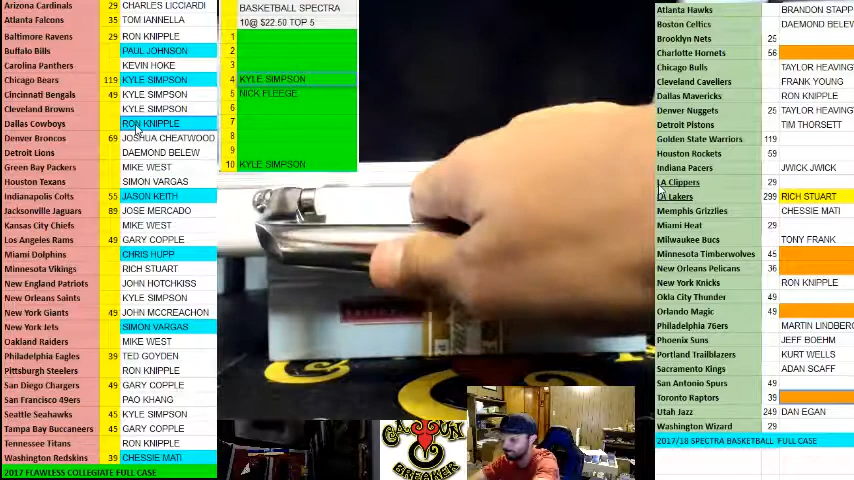 Arizona Cardinals 29 CHARLES LICCIARDI
Atlanta Falcons 35 TOM IANNELLA
Baltimore Ravens 29 RON KNIPPLE
Buffalo Bills PAUL JOHNSON
Carolina Panthers KEVIN HOKE
Chicago Bears 119 KYLE SIMPSON
Cincinnati Bengals 49 KYLE SIMPSON
Cleveland Browns KYLE SIMPSON
Dallas Cowboys RON KNIPPLE
Denver Broncos 69 JOSHUA CHEATWOOD
Detroit Lions DAEMOND BELEW
Green Bay Packers MIKE WEST
Houston Texans SIMON VARGAS
Indianapolis Colts 55 JASON KEITH
Jacksonville Jaguars 89 JOSE MERCADO
Kansas City Chiefs MIKE WEST
Los Angeles Rams 49 GARY COPPLE
Miami Dolphins CHRIS HUPP
Minnesota Vikings RICH STUART
New England Patriots JOHN HOTCHKISS
New Orleans Saints KYLE SIMPSON
New York Giants 49 JOHN MCCREACHON
New York Jets SIMON VARGAS
Oakland Raiders MIKE WEST
Philadelphia Eagles 39 TED GOYDEN
Pittsburgh Steelers RON KNIPPLE
San Diego Chargers 49 GARY COPPLE
San Francisco 49ers PAO KHANG
Seattle Seahawks 45 KYLE SIMPSON
Tampa Bay Buccaneers 45 GARY COPPLE
Tennessee Titans RON KNIPPLE
Washington Redskins 39 CHESSIE MATI
2017 FLAWLESS COLLEGIATE FULL CASE
BASKETBALL SPECTRA
10@ $22.50 TOP 5
1
2
3
4 KYLE SIMPSON
5 NICK FLEEGE
6
7
8
9
10 KYLE SIMPSON
CAJUN
BREAKER
Atlanta Hawks BRANDON STAPP
Boston Celtics DAEMOND BELEW
Brooklyn Nets 25
Charlotte Hornets 56
Chicago Bulls TAYLOR HEAVING
Cleveland Caveliers FRANK YOUNG
Dallas Mavericks RON KNIPPLE
Denver Nuggets 25 TAYLOR HEAVING
Detroit Pistons TIM THORSETT
Golden State Warriors 119
Houston Rockets 59
Indiana Pacers JWICK JWICK
LA Clippers 29
LA Lakers 299 RICH STUART
Memphis Grizzlies CHESSIE MATI
Miami Heat 29
Milwaukee Bucs TONY FRANK
Minnesota Timberwolves 45
New Orleans Pelicans 36
New York Knicks RON KNIPPLE
Okla City Thunder 49
Orlando Magic 49
Philadelphia 76ers MARTIN LINDBERG
Phoenix Suns JEFF BOEHM
Portland Trailblazers KURT WELLS
Sacramento Kings ADAN SCAFF
San Antonio Spurs 49
Toronto Raptors 39
Utah Jazz 249 DAN EGAN
Washington Wizard 29
2017/18 SPECTRA BASKETBALL FULL CASE